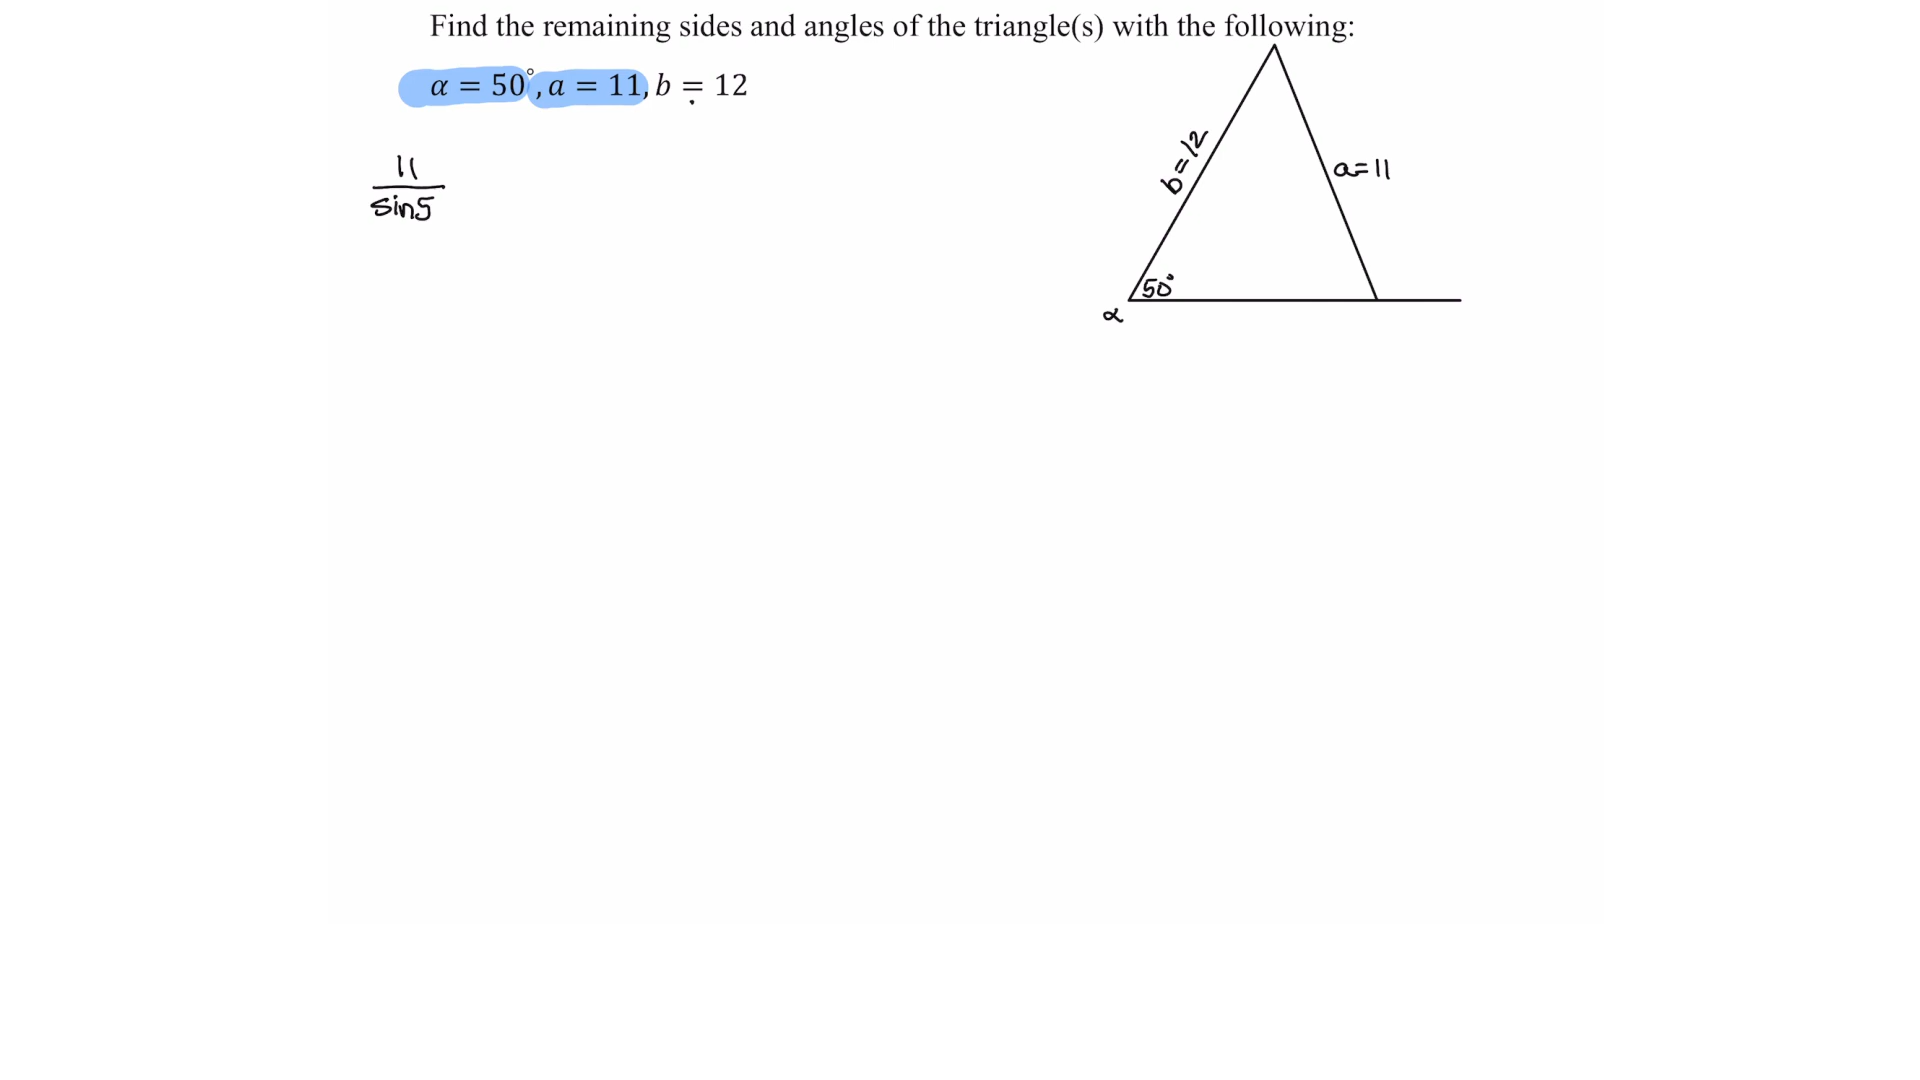 Find the remaining sides and angles of the triangle(s) with the following:
α = 50°, a = 11, b = 12
11
sin5
b=12
a=11
50°
α